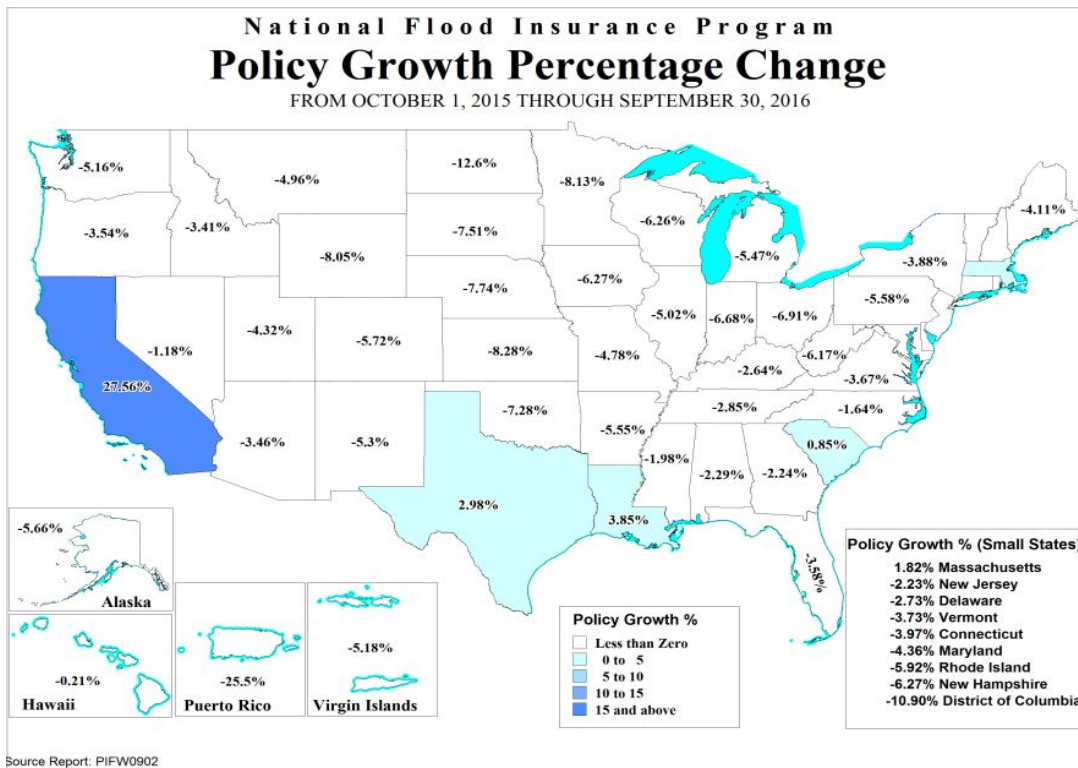 National Flood Insurance Program
Policy Growth Percentage Change
FROM OCTOBER 1, 2015 THROUGH SEPTEMBER 30, 2016
-5.16%
-4.96%
-12.6%
-8.13%
-4.11%
-3.54%
-3.41%
-8.05%
-7.51%
-6.26%
-5.47%
-3.88%
-7.74%
-6.27%
-5.58%
-1.18%
-4.32%
-5.72%
-8.28%
-4.78%
-5.02%
-6.68%
-6.91%
-6.17%
-3.67%
-2.64%
27.56%
-3.46%
-5.3%
-7.28%
-5.55%
-2.85%
-1.64%
0.85%
-1.98%
-2.29%
-2.24%
2.98%
3.85%
-3.58%
-5.66%
Alaska
-0.21%
Hawaii
-25.5%
Puerto Rico
-5.18%
Virgin Islands
Policy Growth %
Less than Zero
0 to 5
5 to 10
10 to 15
15 and above
Policy Growth % (Small States)
1.82% Massachusetts
-2.23% New Jersey
-2.73% Delaware
-3.73% Vermont
-3.97% Connecticut
-4.36% Maryland
-5.92% Rhode Island
-6.27% New Hampshire
-10.90% District of Columbia
Source Report: PIFW0902